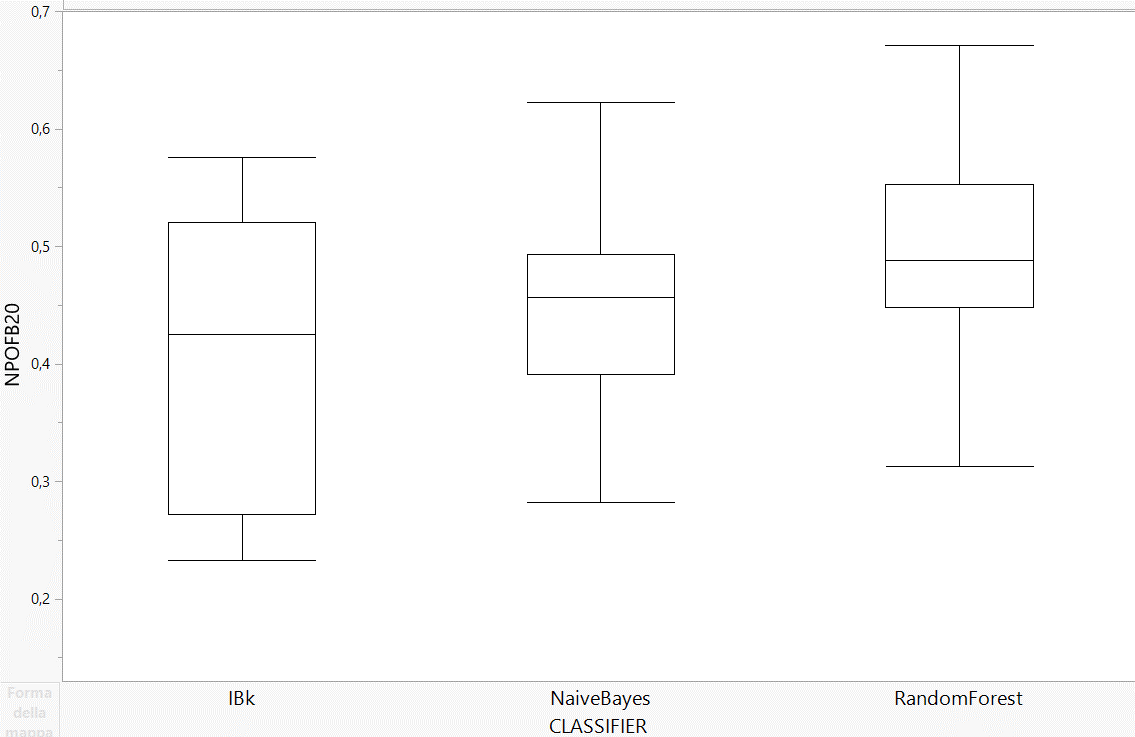 0,7
0,6
0,5
0,4
0,3
0,2
NPOFB20
IBk
NaiveBayes
RandomForest
CLASSIFIER
Forma
della
mappa